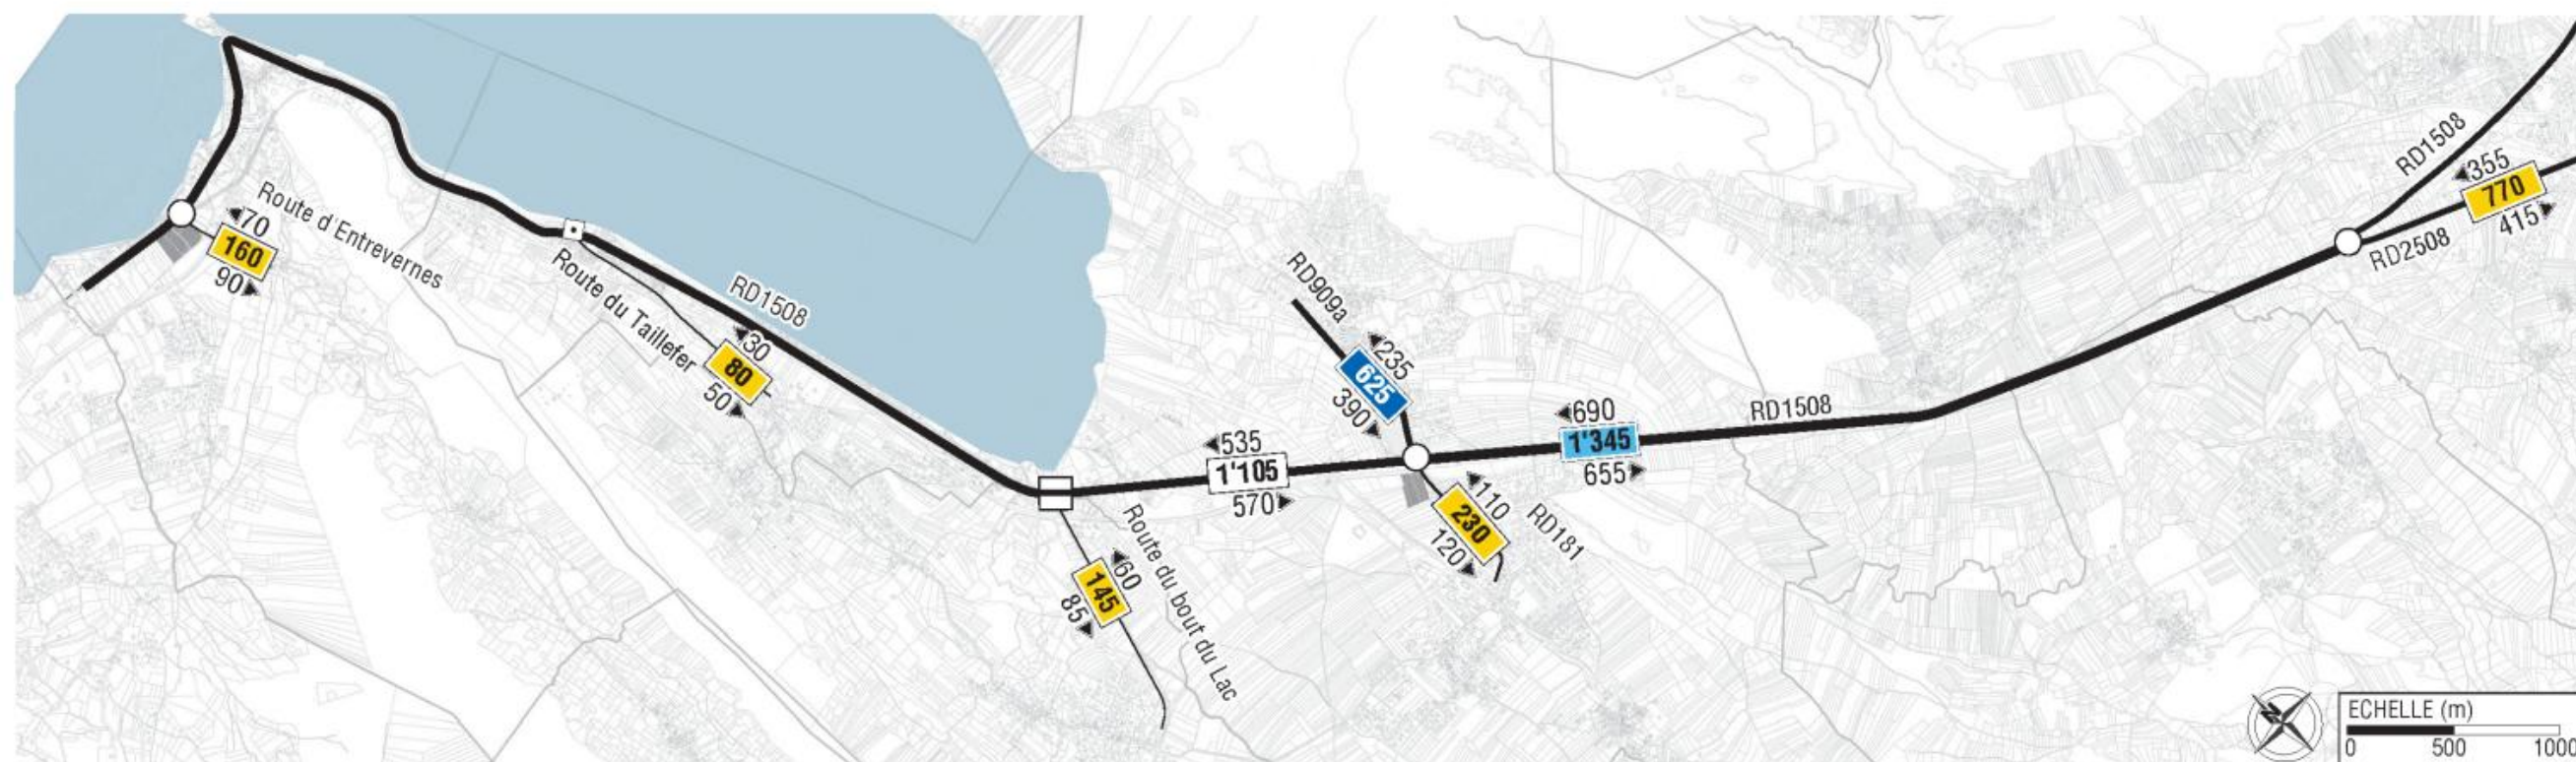 Route d'Entrevernes
◀70
160
90▶
Route du Taillefer
◀30
80
50▶
RD1508
Route du bout du Lac
◀60
145
85▶
◀535
1'105
570▶
RD909a
◀235
625
390▶
◀110
230
120▶
RD181
◀690
1'345
655▶
RD1508
RD1508
◀355
770
415▶
RD2508
N
ECHELLE (m)
0 500 1000